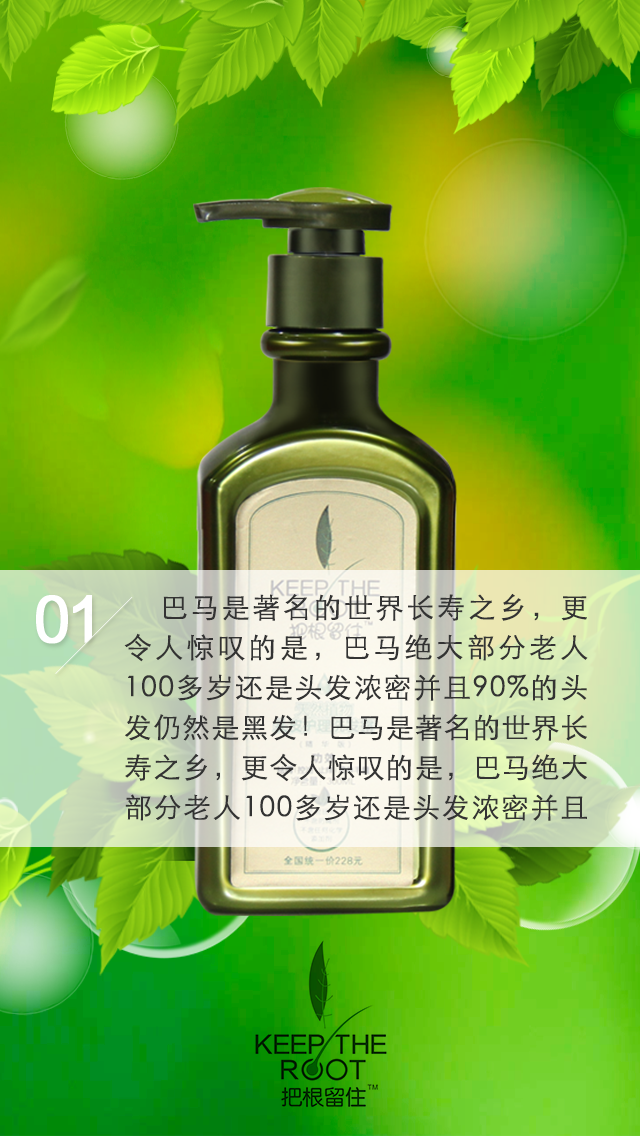 KEEP THE
ROOT
把根留住
01
巴马是著名的世界长寿之乡，更
令人惊叹的是，巴马绝大部分老人
100多岁还是头发浓密并且90%的头
发仍然是黑发！巴马是著名的世界长
寿之乡，更令人惊叹的是，巴马绝大
部分老人100多岁还是头发浓密并且
全国统一价228元
KEEP THE
ROOT
把根留住™